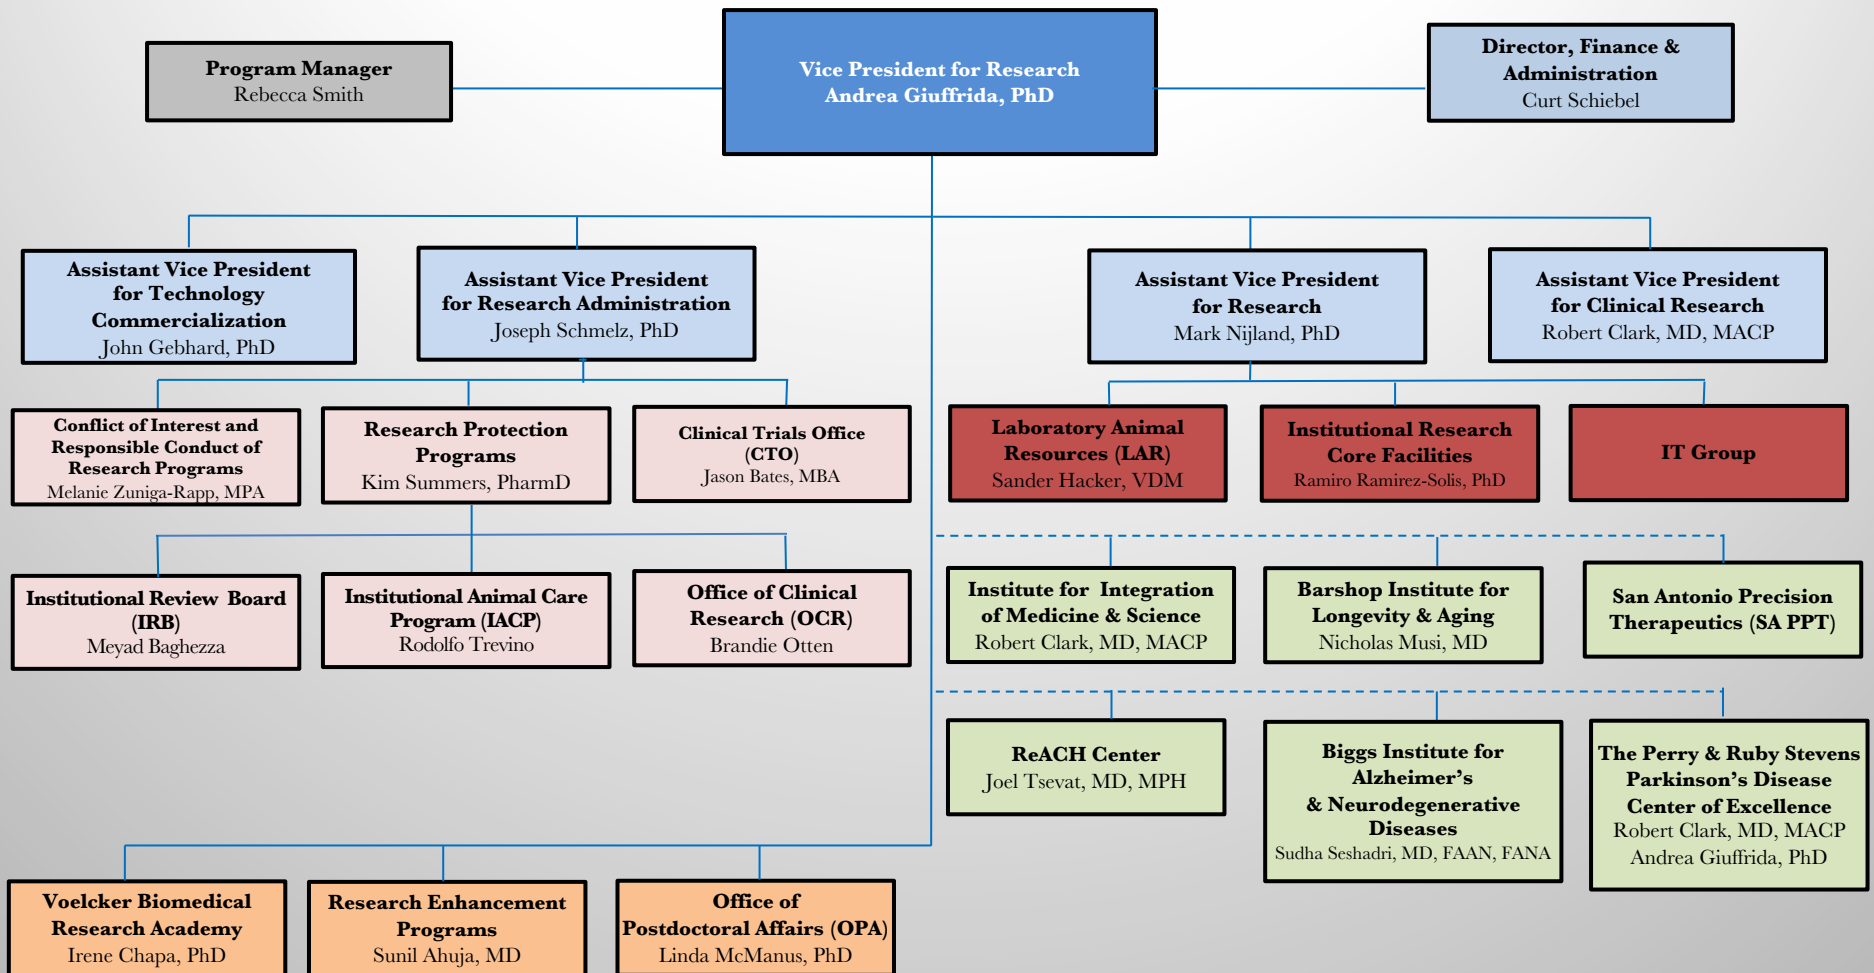 Program Manager
Rebecca Smith
Vice President for Research
Andrea Giuffrida, PhD
Director, Finance &
Administration
Curt Schiebel
Assistant Vice President
for Technology
Commercialization
John Gebhard, PhD
Assistant Vice President
for Research Administration
Joseph Schmelz, PhD
Assistant Vice President
for Research
Mark Nijland, PhD
Assistant Vice President
for Clinical Research
Robert Clark, MD, MACP
Conflict of Interest and
Responsible Conduct of
Research Programs
Melanie Zuniga-Rapp, MPA
Research Protection
Programs
Kim Summers, PharmD
Clinical Trials Office
(CTO)
Jason Bates, MBA
Laboratory Animal
Resources (LAR)
Sander Hacker, VDM
Institutional Research
Core Facilities
Ramiro Ramirez-Solis, PhD
IT Group
Institutional Review Board
(IRB)
Meyad Baghezza
Institutional Animal Care
Program (IACP)
Rodolfo Trevino
Office of Clinical
Research (OCR)
Brandie Otten
Institute for Integration
of Medicine & Science
Robert Clark, MD, MACP
Barshop Institute for
Longevity & Aging
Nicholas Musi, MD
San Antonio Precision
Therapeutics (SA PPT)
ReACH Center
Joel Tsevat, MD, MPH
Biggs Institute for
Alzheimer's
& Neurodegenerative
Diseases
Sudha Seshadri, MD, FAAN, FANA
The Perry & Ruby Stevens
Parkinson's Disease
Center of Excellence
Robert Clark, MD, MACP
Andrea Giuffrida, PhD
Voelcker Biomedical
Research Academy
Irene Chapa, PhD
Research Enhancement
Programs
Sunil Ahuja, MD
Office of
Postdoctoral Affairs (OPA)
Linda McManus, PhD